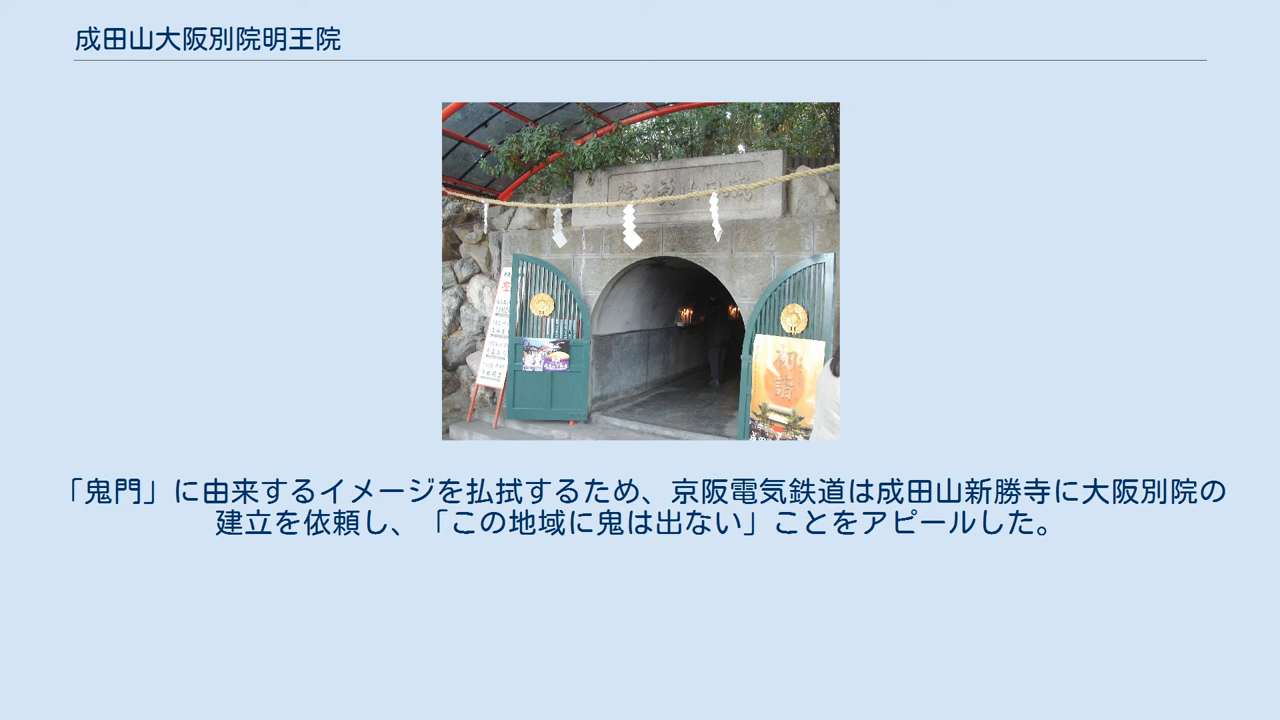 成田山大阪別院明王院
初詣
「鬼門」に由来するイメージを払拭するため、京阪電気鉄道は成田山新勝寺に大阪別院の
建立を依頼し、「この地域に鬼は出ない」ことをアピールした。